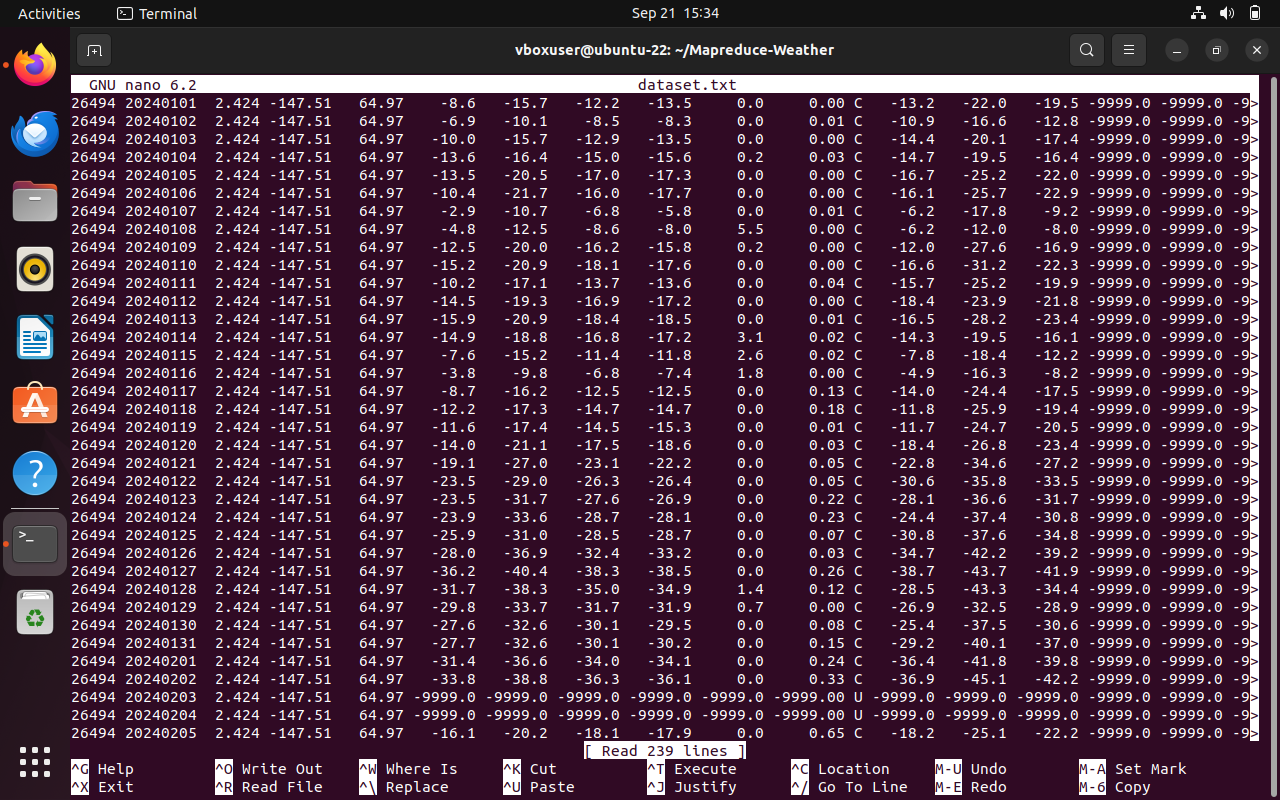 Activities Terminal Sep 21 15:34
vboxuser@ubuntu-22: ~/Mapreduce-Weather
GNU nano 6.2 dataset.txt
26494 20240101 2.424 -147.51 64.97 -8.6 -15.7 -12.2 -13.5 0.0 0.00 C -13.2 -22.0 -19.5 -9999.0 -9999.0 -9>
26494 20240102 2.424 -147.51 64.97 -6.9 -10.1 -8.5 -8.3 0.0 0.01 C -10.9 -16.6 -12.8 -9999.0 -9999.0 -9>
26494 20240103 2.424 -147.51 64.97 -10.0 -15.7 -12.9 -13.5 0.0 0.00 C -14.4 -20.1 -17.4 -9999.0 -9999.0 -9>
26494 20240104 2.424 -147.51 64.97 -13.6 -16.4 -15.0 -15.6 0.2 0.03 C -14.7 -19.5 -16.4 -9999.0 -9999.0 -9>
26494 20240105 2.424 -147.51 64.97 -13.5 -20.5 -17.0 -17.3 0.0 0.00 C -16.7 -25.2 -22.0 -9999.0 -9999.0 -9>
26494 20240106 2.424 -147.51 64.97 -10.4 -21.7 -16.0 -17.7 0.0 0.00 C -16.1 -25.7 -22.9 -9999.0 -9999.0 -9>
26494 20240107 2.424 -147.51 64.97 -2.9 -10.7 -6.8 -5.8 0.0 0.01 C -6.2 -17.8 -9.2 -9999.0 -9999.0 -9>
26494 20240108 2.424 -147.51 64.97 -4.8 -12.5 -8.6 -8.0 5.5 0.00 C -6.2 -12.0 -8.0 -9999.0 -9999.0 -9>
26494 20240109 2.424 -147.51 64.97 -12.5 -20.0 -16.2 -15.8 0.2 0.00 C -12.0 -27.6 -16.9 -9999.0 -9999.0 -9>
26494 20240110 2.424 -147.51 64.97 -15.2 -20.9 -18.1 -17.6 0.0 0.00 C -16.6 -31.2 -22.3 -9999.0 -9999.0 -9>
26494 20240111 2.424 -147.51 64.97 -10.2 -17.1 -13.7 -13.6 0.0 0.04 C -15.7 -25.2 -19.9 -9999.0 -9999.0 -9>
26494 20240112 2.424 -147.51 64.97 -14.5 -19.3 -16.9 -17.2 0.0 0.00 C -18.4 -23.9 -21.8 -9999.0 -9999.0 -9>
26494 20240113 2.424 -147.51 64.97 -15.9 -20.9 -18.4 -18.5 0.0 0.01 C -16.5 -28.2 -23.4 -9999.0 -9999.0 -9>
26494 20240114 2.424 -147.51 64.97 -14.9 -18.8 -16.8 -17.2 2.1 0.02 C -14.3 -19.5 -16.1 -9999.0 -9999.0 -9>
26494 20240115 2.424 -147.51 64.97 -7.6 -15.2 -11.4 -11.8 2.6 0.02 C -7.8 -18.4 -12.2 -9999.0 -9999.0 -9>
26494 20240116 2.424 -147.51 64.97 -3.8 -9.8 -6.8 -7.4 1.8 0.00 C -4.9 -16.3 -8.2 -9999.0 -9999.0 -9>
26494 20240117 2.424 -147.51 64.97 -8.7 -16.2 -12.5 -12.5 0.0 0.13 C -14.0 -24.4 -17.5 -9999.0 -9999.0 -9>
26494 20240118 2.424 -147.51 64.97 -12.2 -17.3 -14.7 -14.7 0.0 0.18 C -11.8 -25.9 -19.4 -9999.0 -9999.0 -9>
26494 20240119 2.424 -147.51 64.97 -11.6 -17.4 -14.5 -15.3 0.0 0.01 C -11.7 -24.7 -20.5 -9999.0 -9999.0 -9>
26494 20240120 2.424 -147.51 64.97 -14.0 -21.1 -17.5 -18.6 0.0 0.03 C -18.4 -26.8 -23.4 -9999.0 -9999.0 -9>
26494 20240121 2.424 -147.51 64.97 -19.1 -27.0 -23.1 -22.2 0.0 0.05 C -22.8 -34.6 -27.2 -9999.0 -9999.0 -9>
26494 20240122 2.424 -147.51 64.97 -23.5 -29.0 -26.3 -26.4 0.0 0.05 C -30.6 -35.8 -33.5 -9999.0 -9999.0 -9>
26494 20240123 2.424 -147.51 64.97 -23.5 -31.7 -27.6 -26.9 0.0 0.22 C -28.1 -36.6 -31.7 -9999.0 -9999.0 -9>
26494 20240124 2.424 -147.51 64.97 -23.9 -33.6 -28.7 -28.1 0.0 0.23 C -24.4 -37.4 -30.8 -9999.0 -9999.0 -9>
26494 20240125 2.424 -147.51 64.97 -25.9 -31.0 -28.5 -28.7 0.0 0.07 C -30.8 -37.6 -34.8 -9999.0 -9999.0 -9>
26494 20240126 2.424 -147.51 64.97 -28.0 -36.9 -32.4 -33.2 0.0 0.03 C -34.7 -42.2 -39.2 -9999.0 -9999.0 -9>
26494 20240127 2.424 -147.51 64.97 -36.2 -40.4 -38.3 -38.5 0.0 0.26 C -38.7 -43.7 -41.9 -9999.0 -9999.0 -9>
26494 20240128 2.424 -147.51 64.97 -31.7 -38.3 -35.0 -34.9 1.4 0.12 C -28.5 -43.3 -34.4 -9999.0 -9999.0 -9>
26494 20240129 2.424 -147.51 64.97 -29.8 -33.7 -31.7 -31.9 0.7 0.00 C -26.9 -32.5 -28.9 -9999.0 -9999.0 -9>
26494 20240130 2.424 -147.51 64.97 -27.6 -32.6 -30.1 -29.5 0.0 0.08 C -25.4 -37.5 -30.6 -9999.0 -9999.0 -9>
26494 20240131 2.424 -147.51 64.97 -27.7 -32.6 -30.1 -30.2 0.0 0.15 C -29.2 -40.1 -37.0 -9999.0 -9999.0 -9>
26494 20240201 2.424 -147.51 64.97 -31.4 -36.6 -34.0 -34.1 0.0 0.24 C -36.4 -41.8 -39.8 -9999.0 -9999.0 -9>
26494 20240202 2.424 -147.51 64.97 -33.8 -38.8 -36.3 -36.1 0.0 0.33 C -36.9 -45.1 -42.2 -9999.0 -9999.0 -9>
26494 20240203 2.424 -147.51 64.97 -9999.0 -9999.0 -9999.0 -9999.0 -9999.0 -9999.00 U -9999.0 -9999.0 -9999.0 -9999.0 -9999.0 -9>
26494 20240204 2.424 -147.51 64.97 -9999.0 -9999.0 -9999.0 -9999.0 -9999.0 -9999.00 U -9999.0 -9999.0 -9999.0 -9999.0 -9999.0 -9>
26494 20240205 2.424 -147.51 64.97 -16.1 -20.2 -18.1 -17.9 0.0 0.65 C -18.2 -25.1 -22.2 -9999.0 -9999.0 -9>
[ Read 239 lines ]
^G Help ^O Write Out ^W Where Is ^K Cut ^T Execute ^C Location M-U Undo M-A Set Mark
^X Exit ^R Read File ^\ Replace ^U Paste ^J Justify ^/ Go To Line M-E Redo M-6 Copy